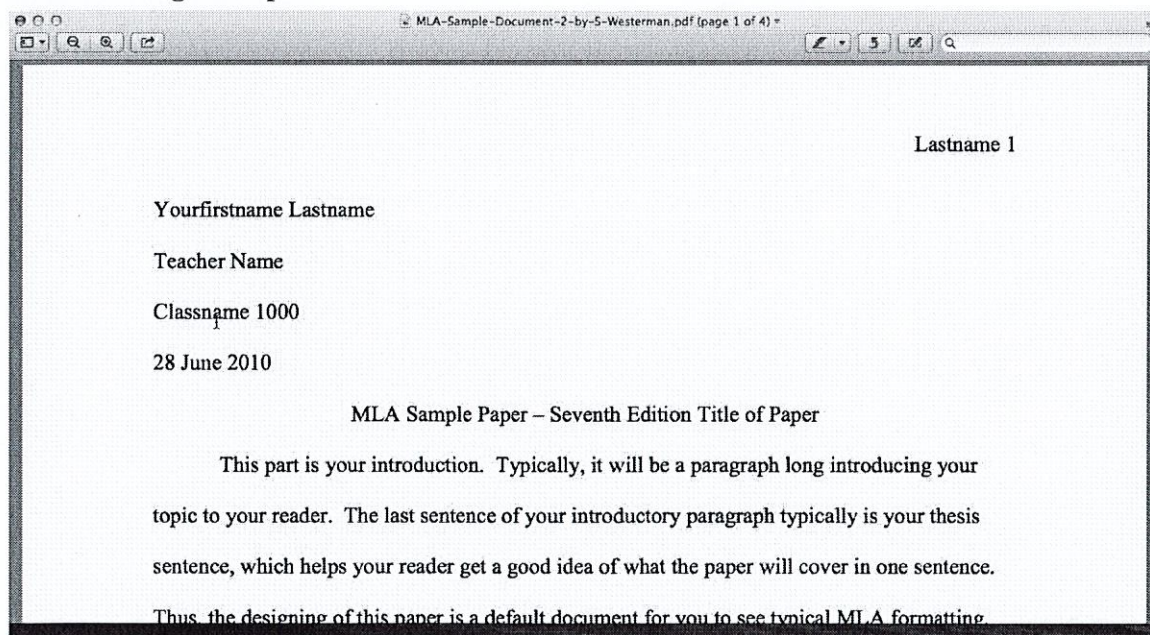 MLA-Sample-Document-2-by-S-Westerman.pdf (page 1 of 4)
5
Lastname 1
Yourfirstname Lastname
Teacher Name
Classname 1000
28 June 2010
MLA Sample Paper – Seventh Edition Title of Paper
This part is your introduction. Typically, it will be a paragraph long introducing your
topic to your reader. The last sentence of your introductory paragraph typically is your thesis
sentence, which helps your reader get a good idea of what the paper will cover in one sentence.
Thus, the designing of this paper is a default document for you to see typical MLA formatting.